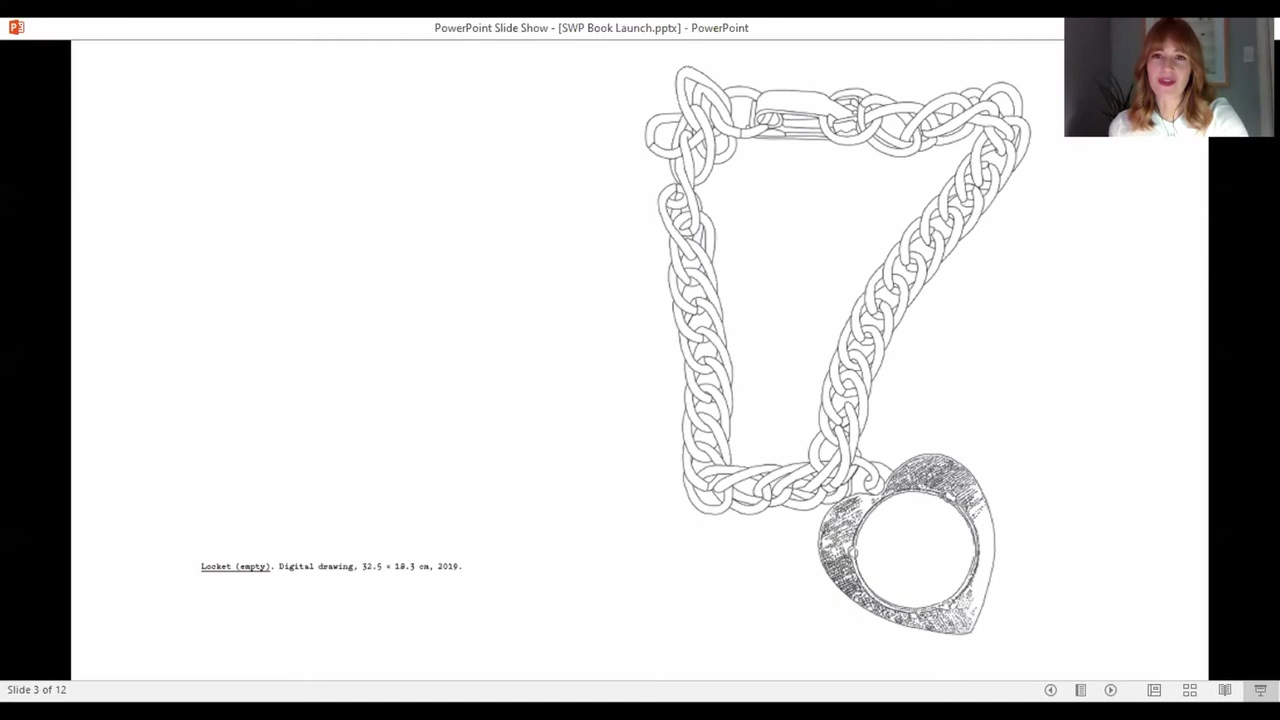 PowerPoint Slide Show - [SWP Book Launch.pptx] - PowerPoint
Locket (empty). Digital drawing, 32.5 × 18.3 cm, 2019.
Slide 3 of 12